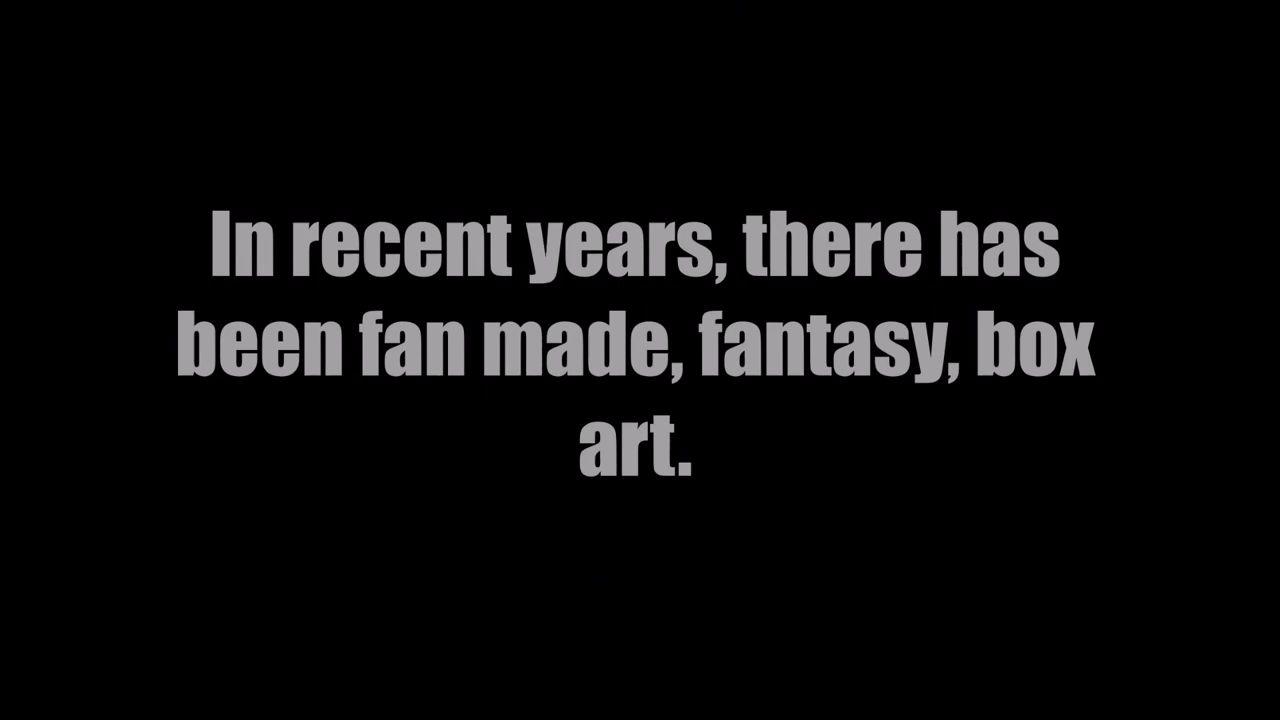 In recent years, there has
been fan made, fantasy, box
art.